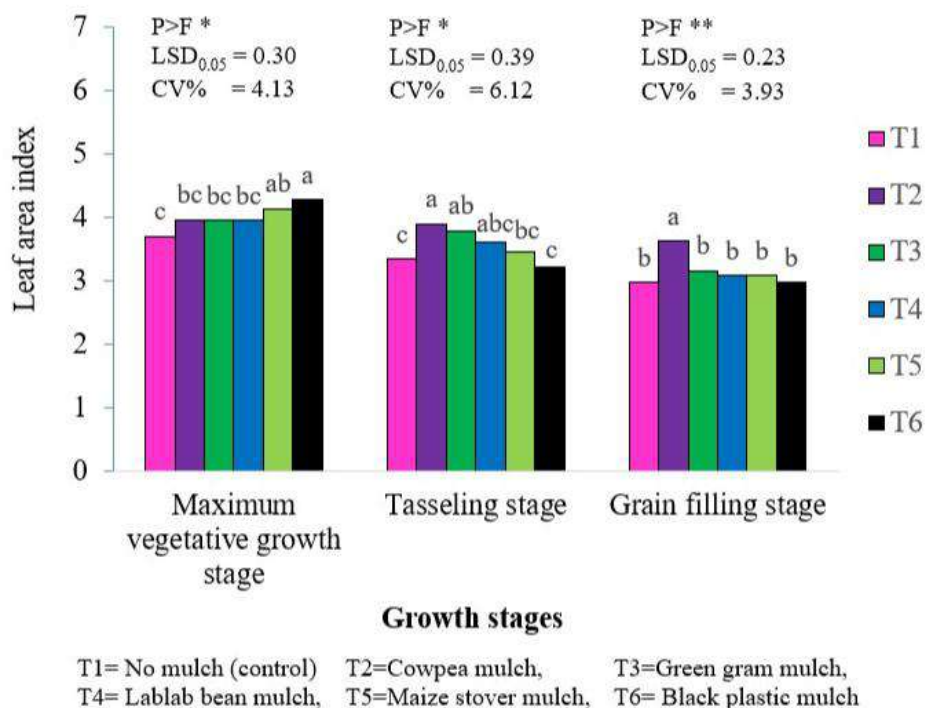 7
6
5
4
3
2
1
0
Leaf area index
P>F *
LSD0.05 = 0.30
CV% = 4.13
P>F *
LSD0.05 = 0.39
CV% = 6.12
P>F **
LSD0.05 = 0.23
CV% = 3.93
c bc bc bc ab a
c a ab abc bc c
b a b b b b
T1
T2
T3
T4
T5
T6
Maximum
vegetative growth
stage
Tasseling stage
Grain filling stage
Growth stages
T1= No mulch (control) T2=Cowpea mulch, T3=Green gram mulch,
T4= Lablab bean mulch, T5=Maize stover mulch, T6= Black plastic mulch